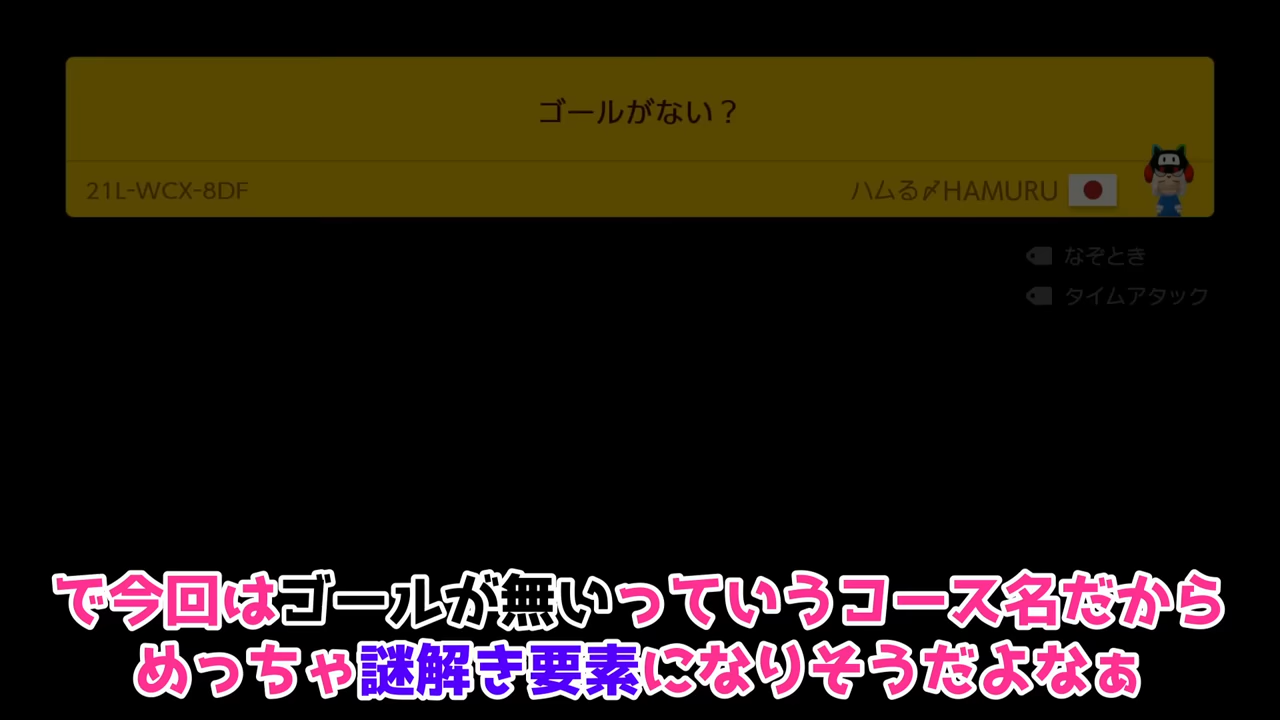 ゴールがない？
21L-WCX-8DF
ハムる〆HAMURU
なぞとき
タイムアタック
で今回はゴールが無いっていうコース名だから
めっちゃ謎解き要素になりそうだよなぁ